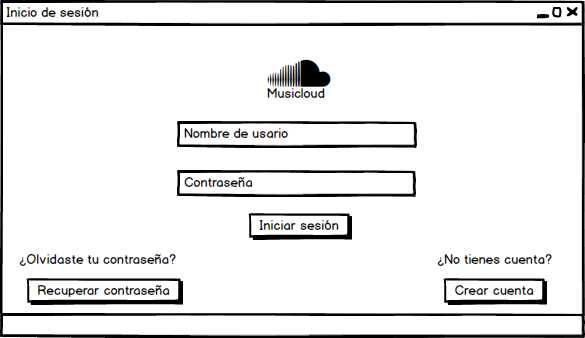 Inicio de sesión
Musicloud
Nombre de usario
Contraseña
Iniciar sesión
¿Olvidaste tu contraseña?
¿No tienes cuenta?
Recuperar contraseña
Crear cuenta